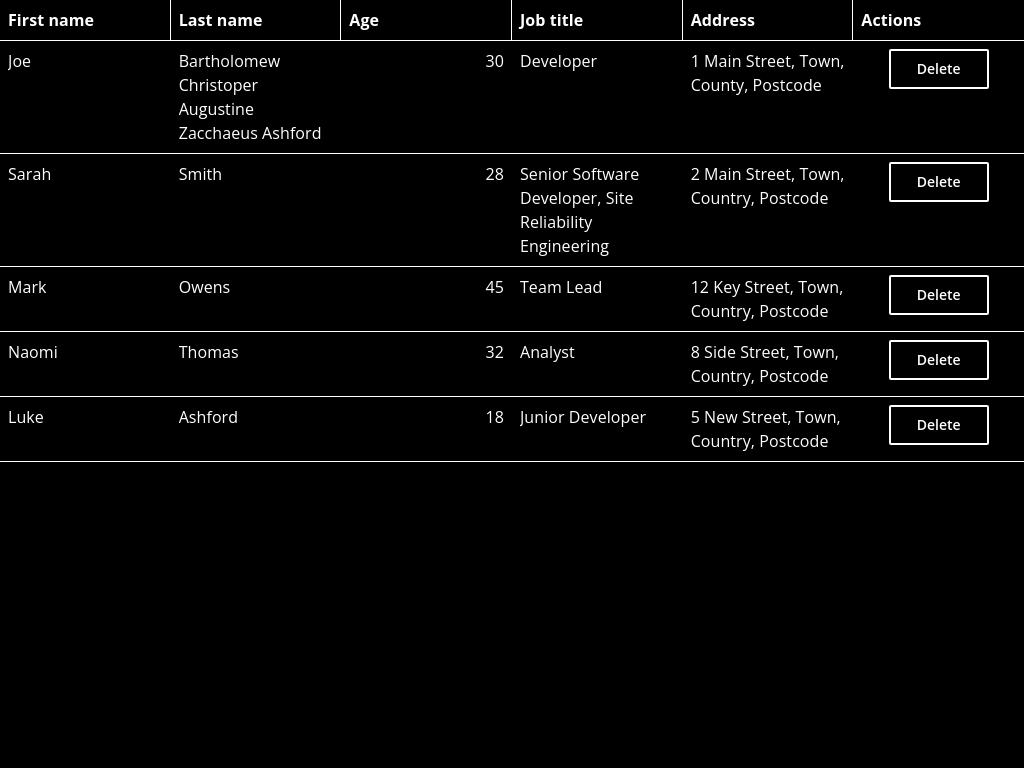 First name Last name Age Job title Address Actions
Joe Bartholomew 30 Developer 1 Main Street, Town, Delete
Christoper County, Postcode
Augustine
Zacchaeus Ashford
Sarah Smith 28 Senior Software 2 Main Street, Town, Delete
Developer, Site Country, Postcode
Reliability
Engineering
Mark Owens 45 Team Lead 12 Key Street, Town, Delete
Country, Postcode
Naomi Thomas 32 Analyst 8 Side Street, Town, Delete
Country, Postcode
Luke Ashford 18 Junior Developer 5 New Street, Town, Delete
Country, Postcode